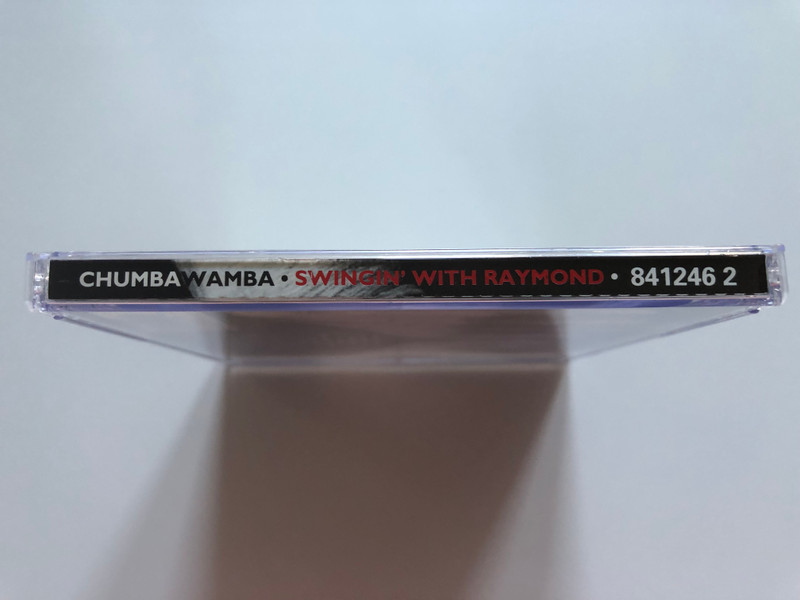 CHUMBAWAMBA • SWINGIN' WITH RAYMOND • 841246 2